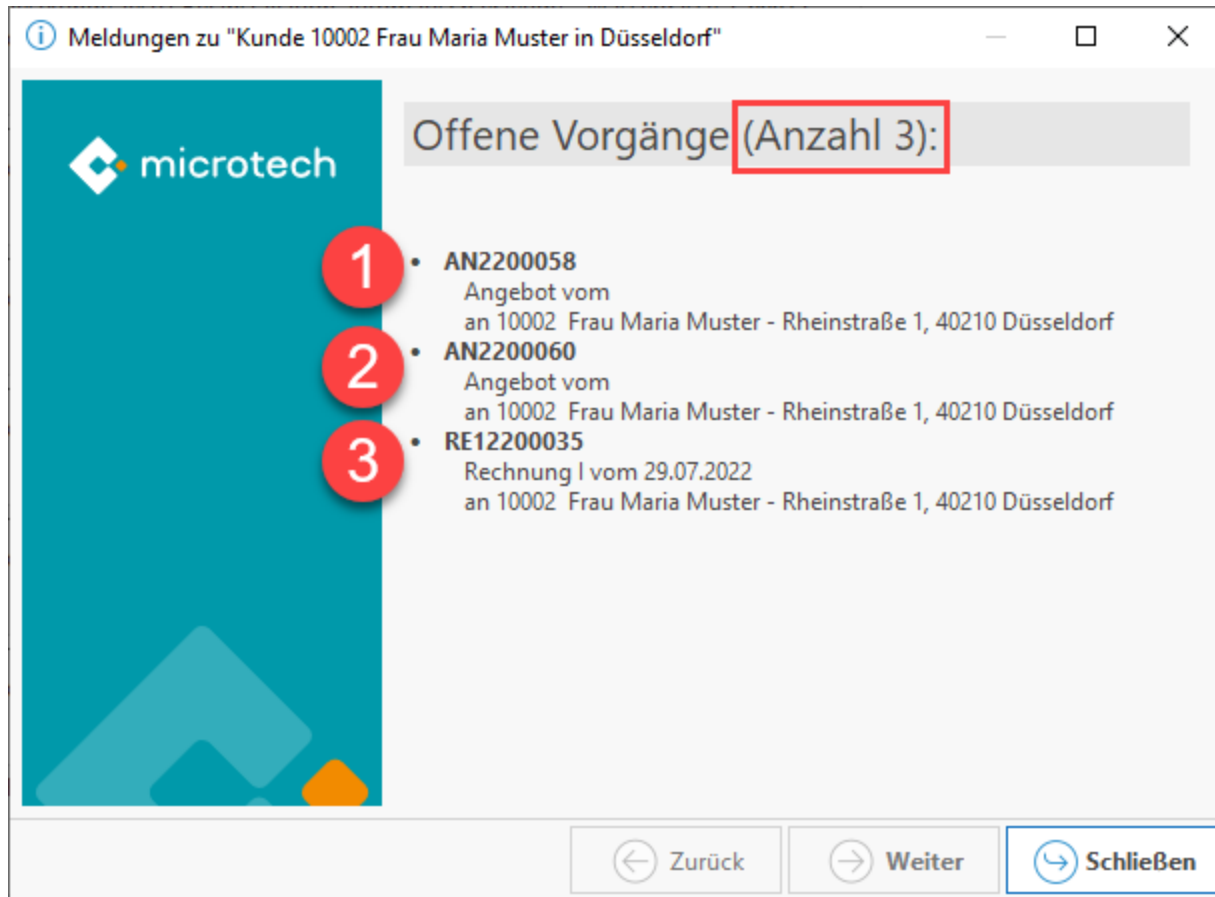 Meldungen zu "Kunde 10002 Frau Maria Muster in Düsseldorf"
microtech
Offene Vorgänge (Anzahl 3):
1
• AN2200058
Angebot vom
an 10002 Frau Maria Muster - Rheinstraße 1, 40210 Düsseldorf
2
• AN2200060
Angebot vom
an 10002 Frau Maria Muster - Rheinstraße 1, 40210 Düsseldorf
3
• RE12200035
Rechnung I vom 29.07.2022
an 10002 Frau Maria Muster - Rheinstraße 1, 40210 Düsseldorf
Zurück
Weiter
Schließen